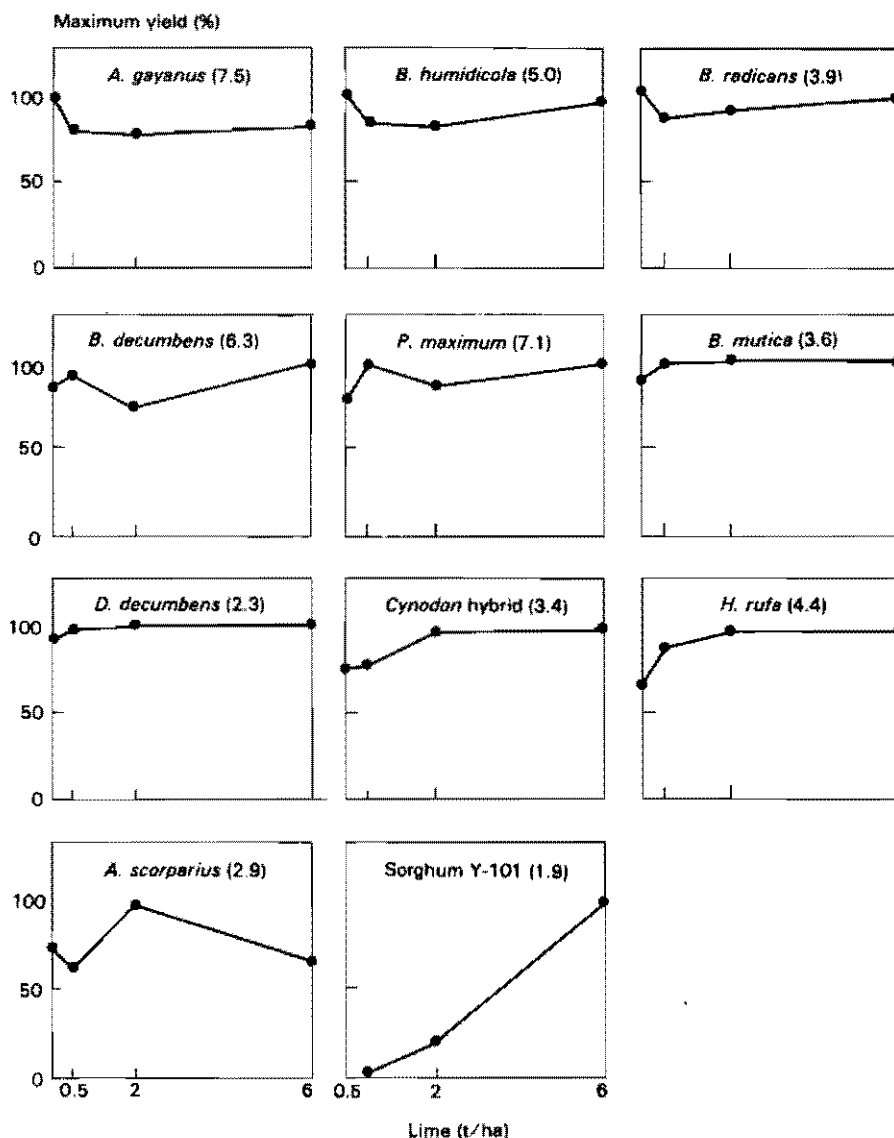 Maximum yield (%)
A. gayanus (7.5)
B. humidicola (5.0)
B. radicans (3.9)
100
50
0
B. decumbens (6.3)
P. maximum (7.1)
B. mutica (3.6)
100
50
0
D. decumbens (2.3)
Cynodon hybrid (3.4)
H. rufa (4.4)
100
50
0
A. scorparius (2.9)
Sorghum Y-101 (1.9)
100
50
0
0.5 2 6
0.5 2 6
Lime (t/ha)